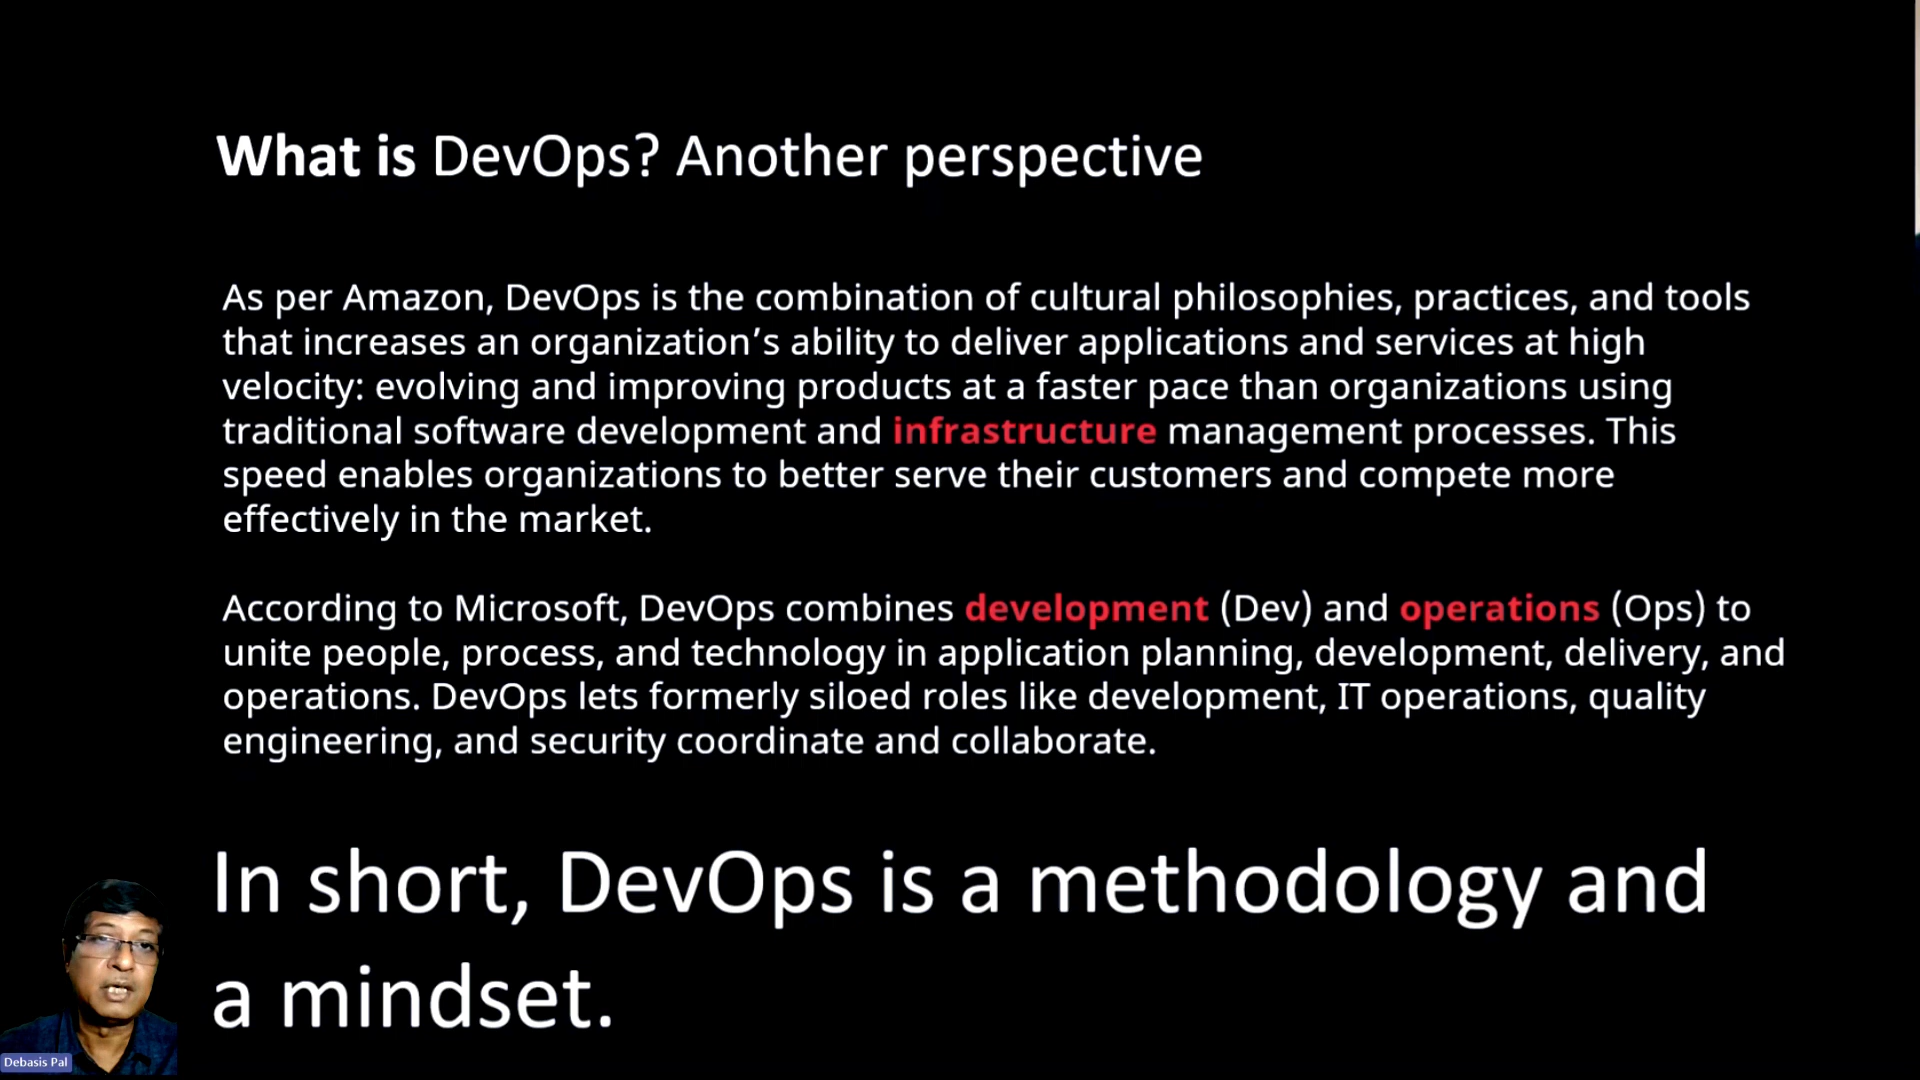 What is DevOps? Another perspective
As per Amazon, DevOps is the combination of cultural philosophies, practices, and tools
that increases an organization’s ability to deliver applications and services at high
velocity: evolving and improving products at a faster pace than organizations using
traditional software development and infrastructure management processes. This
speed enables organizations to better serve their customers and compete more
effectively in the market.
According to Microsoft, DevOps combines development (Dev) and operations (Ops) to
unite people, process, and technology in application planning, development, delivery, and
operations. DevOps lets formerly siloed roles like development, IT operations, quality
engineering, and security coordinate and collaborate.
In short, DevOps is a methodology and
a mindset.
Debasis Pal